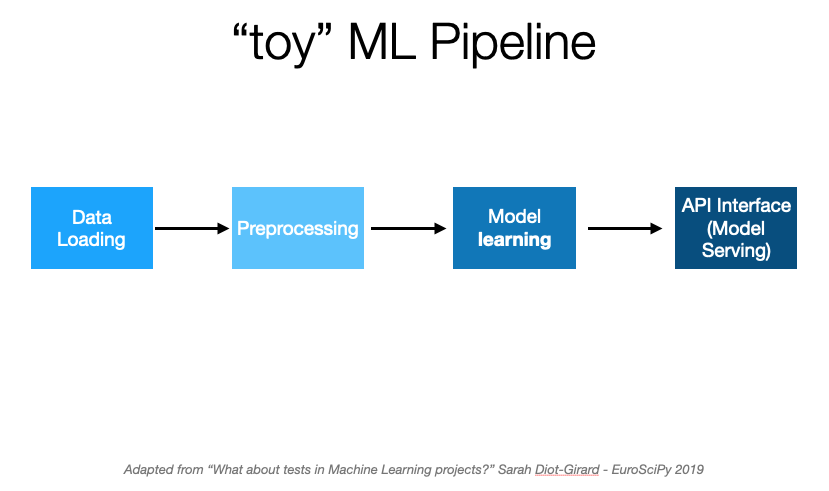 “toy” ML Pipeline
Data
Loading
Preprocessing
Model
learning
API Interface
(Model
Serving)
Adapted from “What about tests in Machine Learning projects?” Sarah Diot-Girard - EuroSciPy 2019